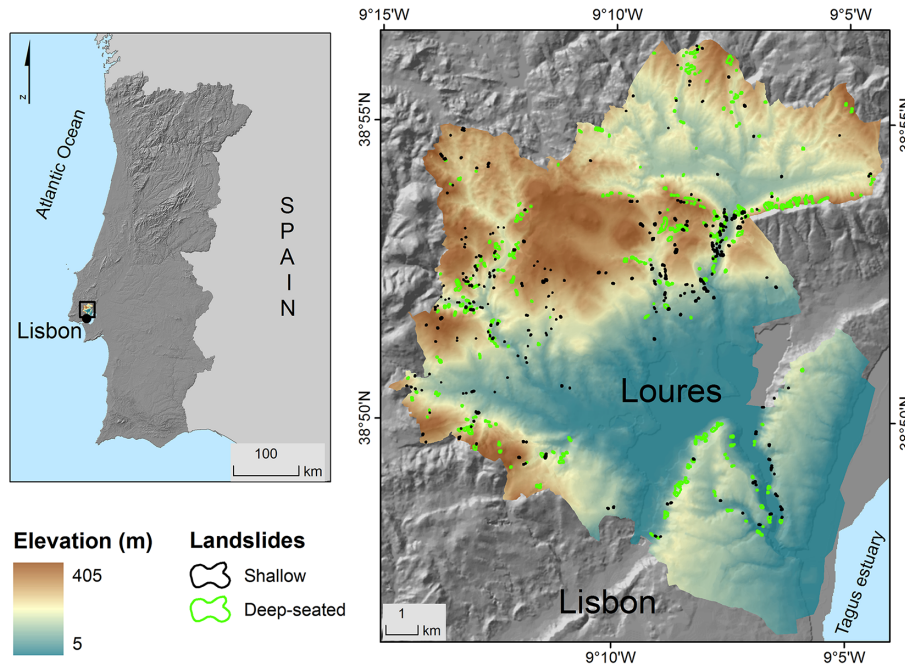 9°15'W
9°10'W
9°5'W
N
Atlantic Ocean
SPAIN
Lisbon
100
km
38°55'N
38°55'N
38°50'N
38°50'N
Loures
Lisbon
Tagus estuary
1
km
9°10'W
9°5'W
Elevation (m)
405
5
Landslides
Shallow
Deep-seated